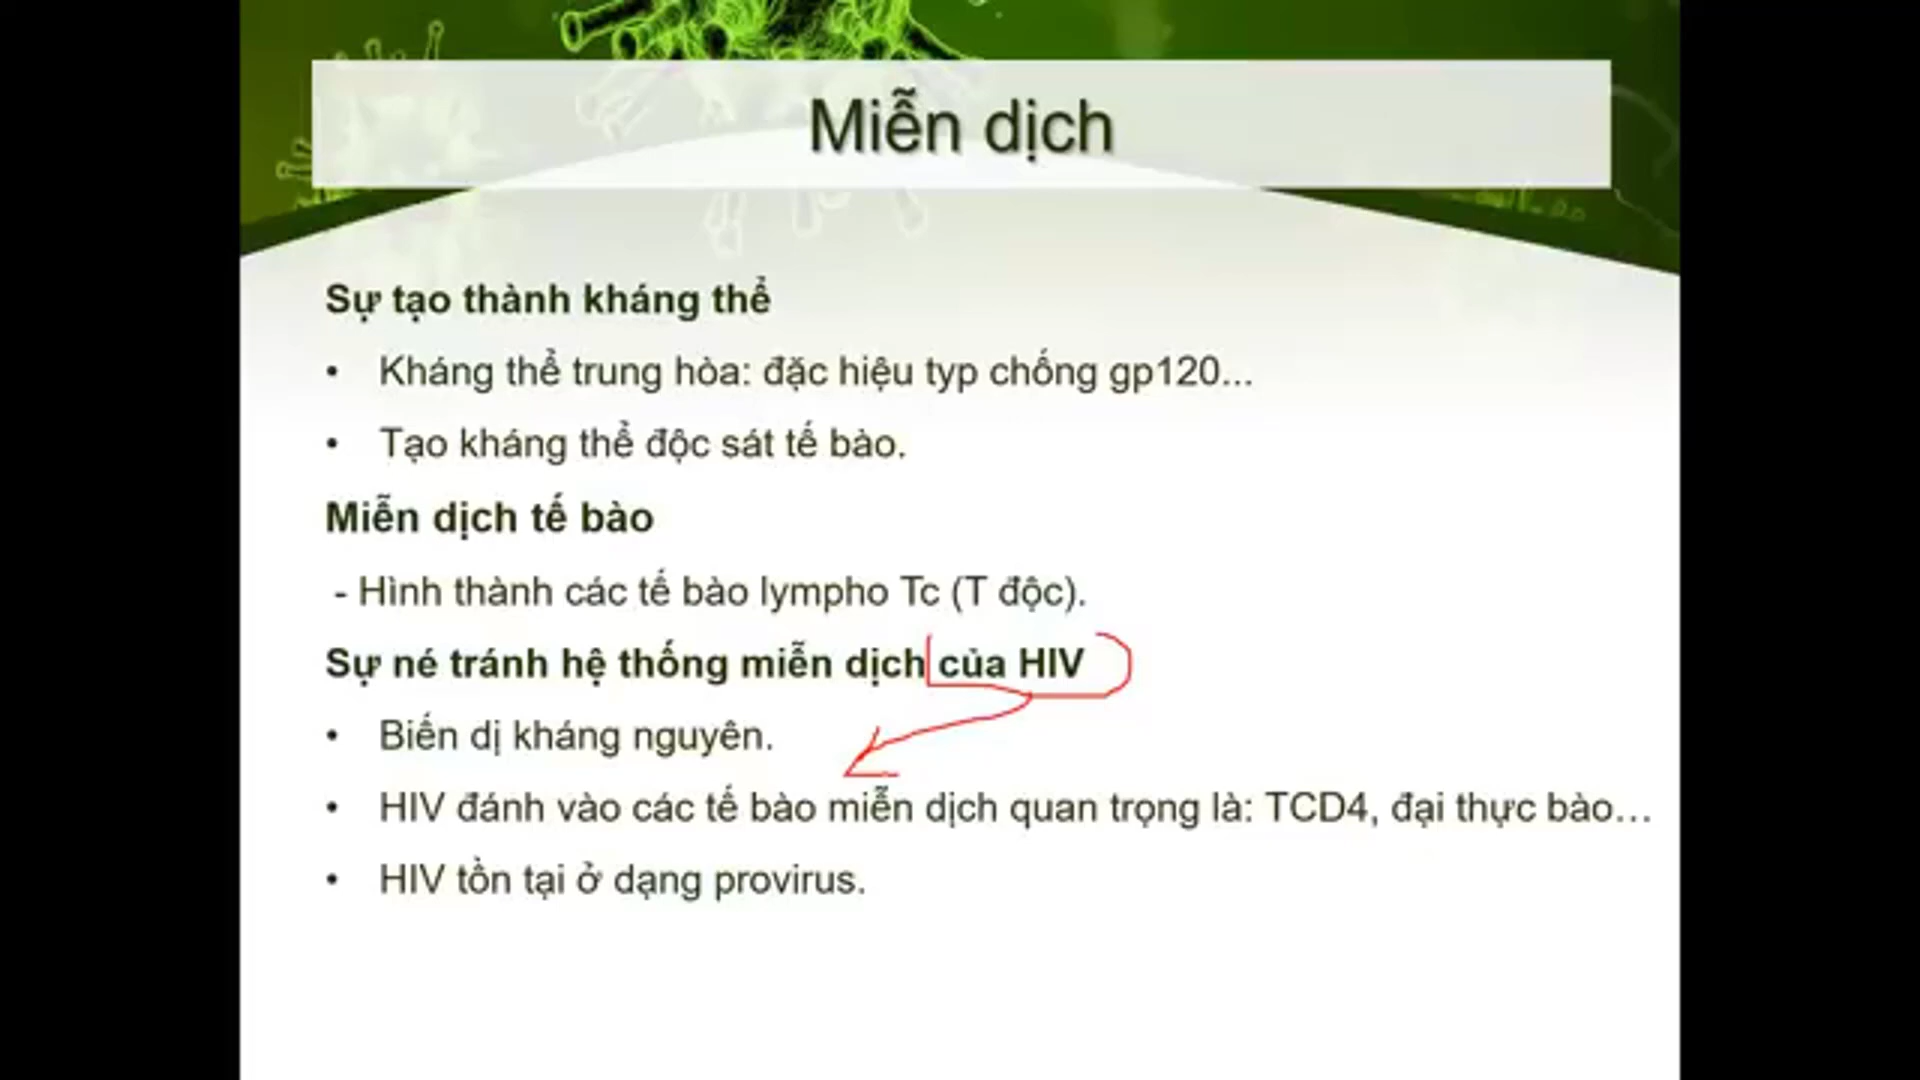 Miễn dịch
Sự tạo thành kháng thể
• Kháng thể trung hòa: đặc hiệu typ chống gp120...
• Tạo kháng thể độc sát tế bào.
Miễn dịch tế bào
- Hình thành các tế bào lympho Tc (T độc).
Sự né tránh hệ thống miễn dịch của HIV
• Biến dị kháng nguyên.
• HIV đánh vào các tế bào miễn dịch quan trọng là: TCD4, đại thực bào…
• HIV tồn tại ở dạng provirus.